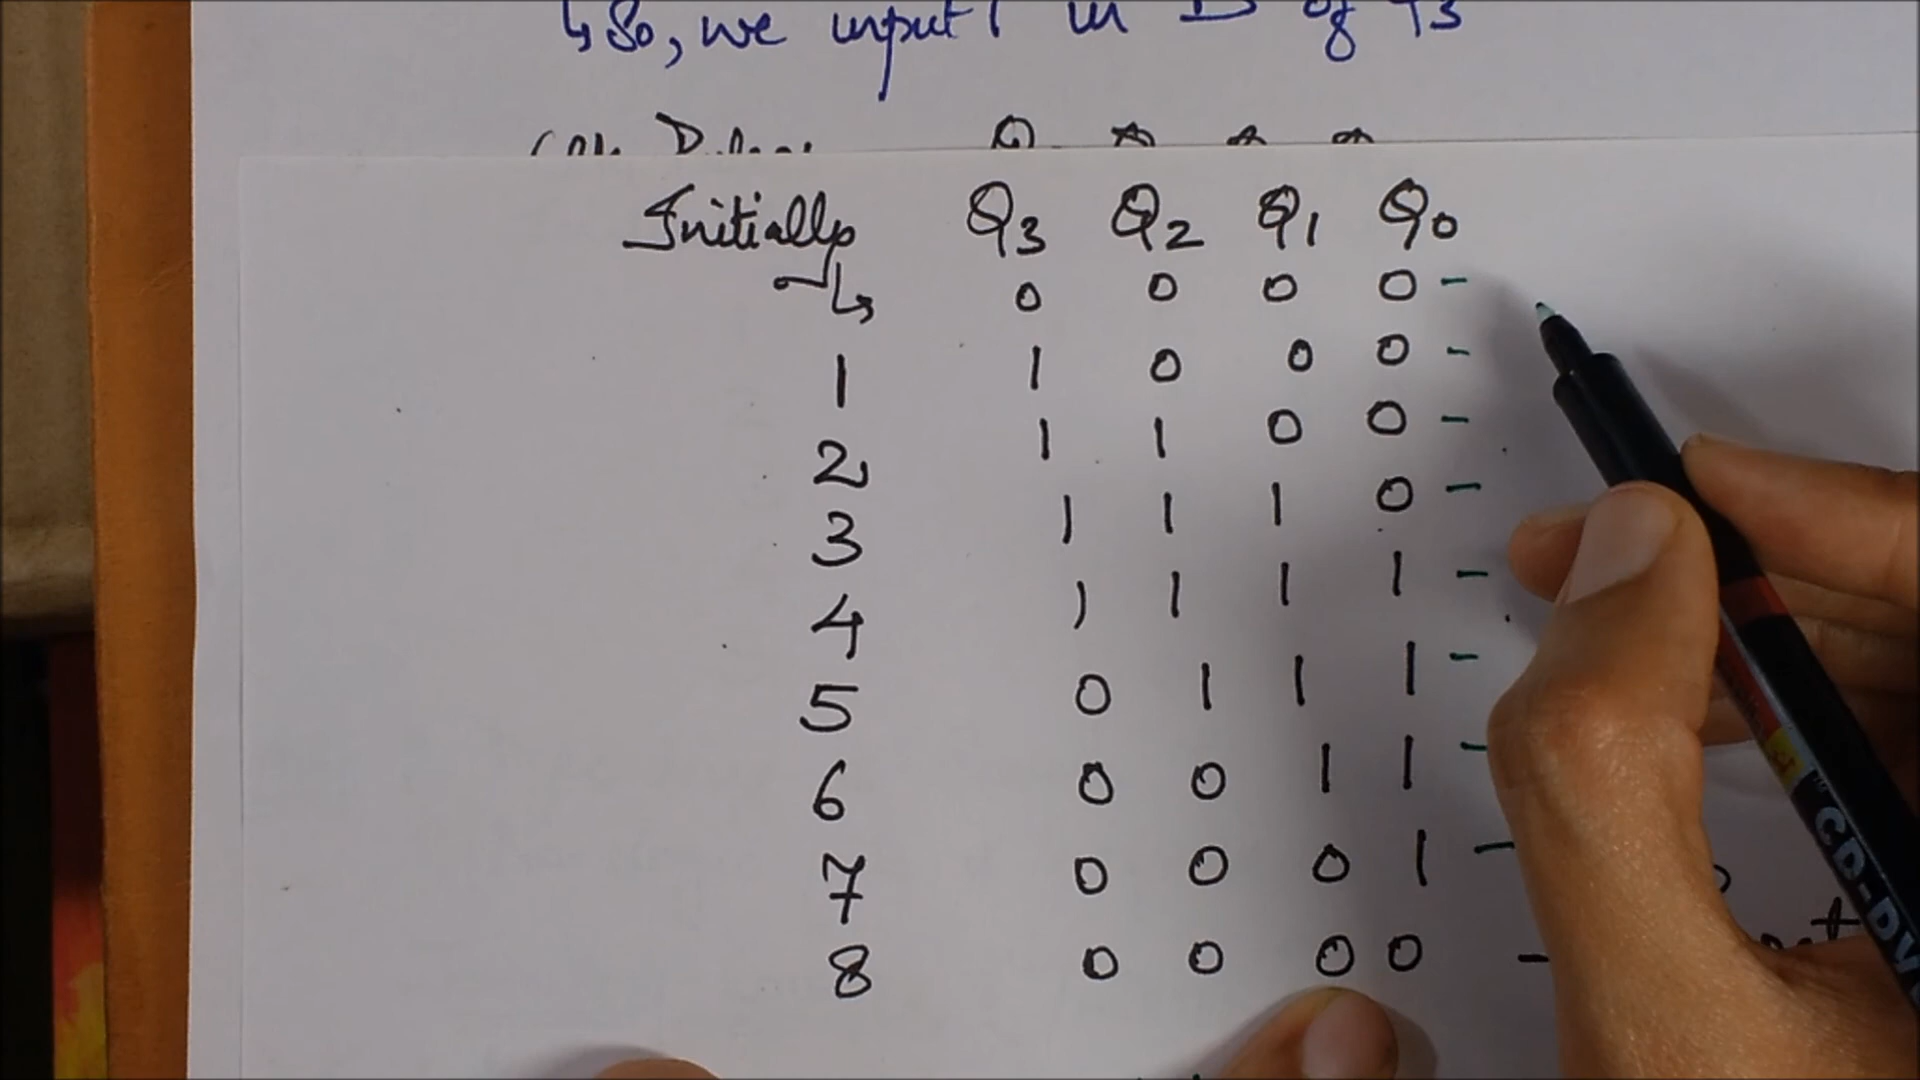 ↳ So, we input 1 in D of Q3
Initially Q3 Q2 Q1 Q0
↳ 0 0 0 0 -
1 1 0 0 0 -
2 1 1 0 0 -
3 1 1 1 0 -
4 1 1 1 1 -
5 0 1 1 1 -
6 0 0 1 1 -
7 0 0 0 1 -
8 0 0 0 0 -
CD-DV